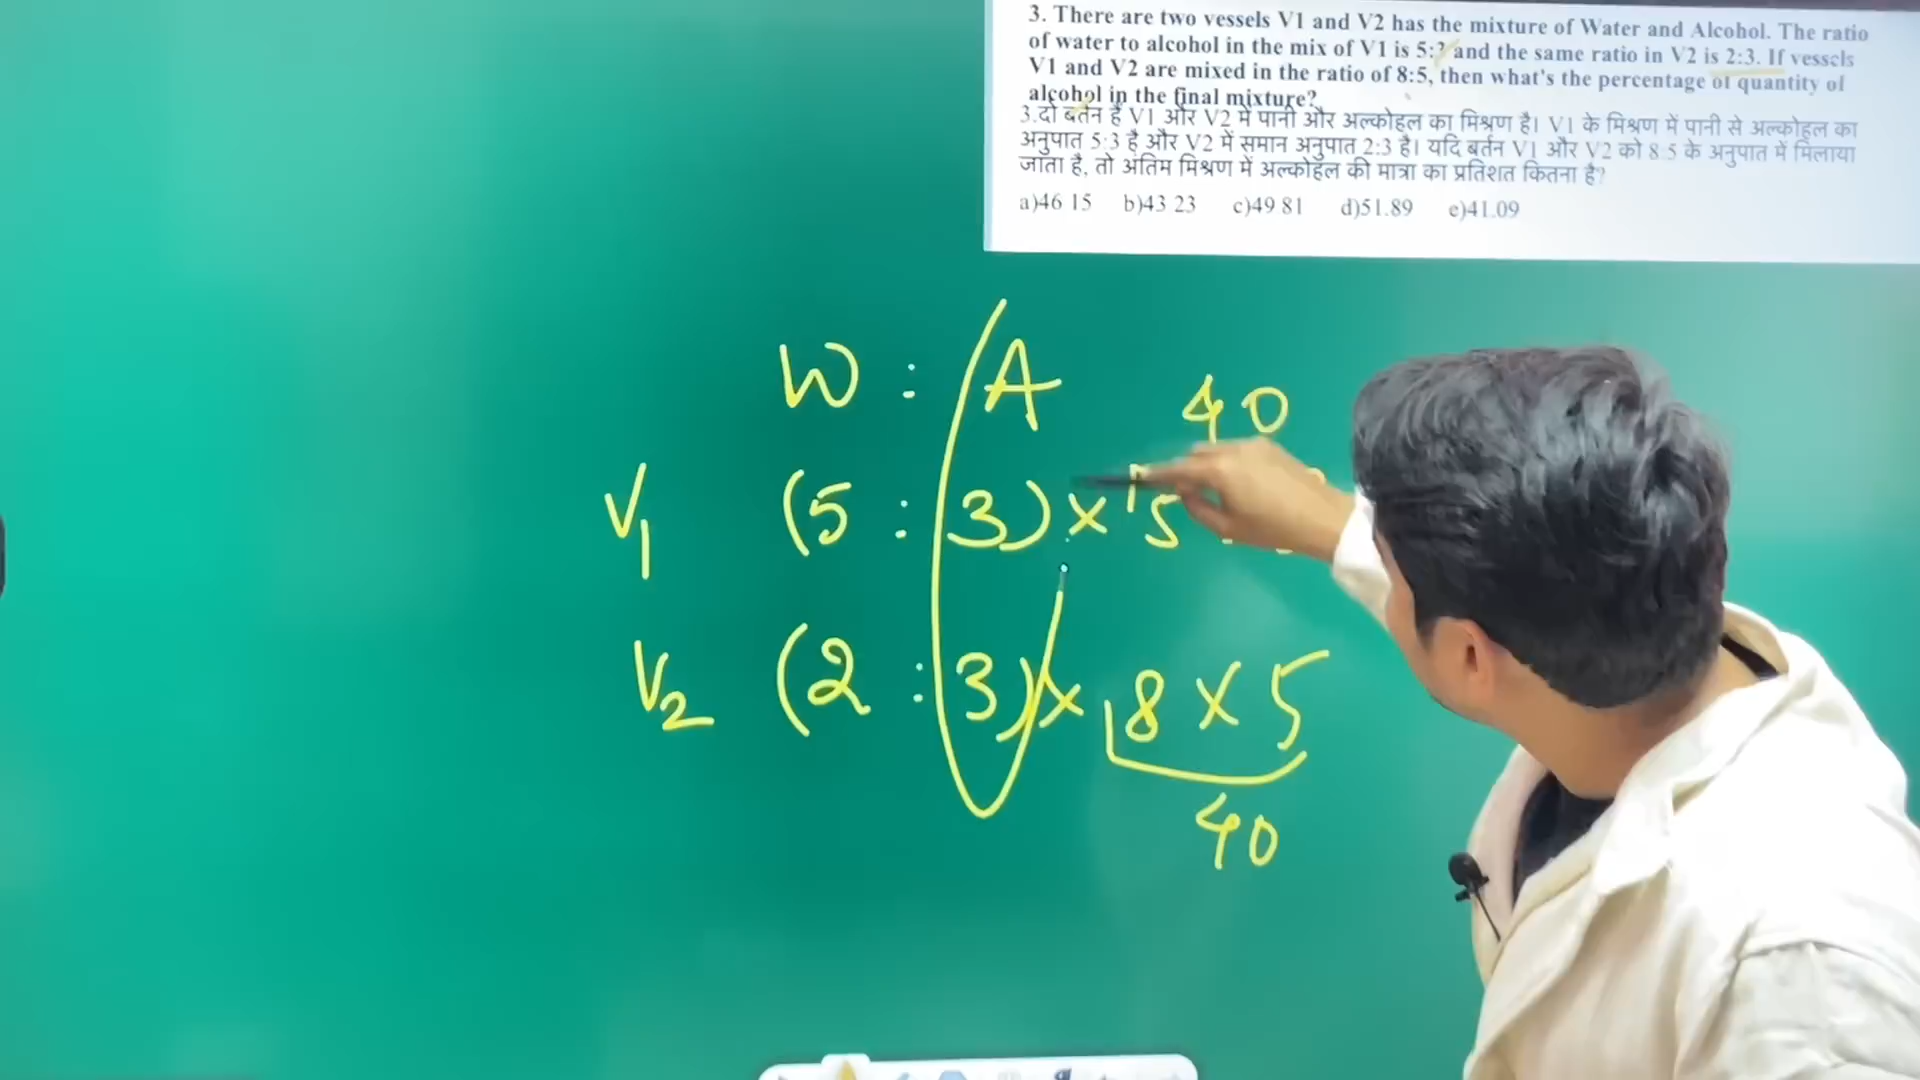 3. There are two vessels V1 and V2 has the mixture of Water and Alcohol. The ratio
of water to alcohol in the mix of V1 is 5:3 and the same ratio in V2 is 2:3. If vessels
V1 and V2 are mixed in the ratio of 8:5, then what's the percentage of quantity of
alcohol in the final mixture?
3.दो बर्तन हैं V1 और V2 में पानी और अल्कोहल का मिश्रण है। V1 के मिश्रण में पानी से अल्कोहल का
अनुपात 5:3 है और V2 में समान अनुपात 2:3 है। यदि बर्तन V1 और V2 को 8:5 के अनुपात में मिलाया
जाता है, तो अंतिम मिश्रण में अल्कोहल की मात्रा का प्रतिशत कितना है?
a)46.15 b)43.23 c)49.81 d)51.89 e)41.09
W : A
40
V1 (5 : 3) × 5
V2 (2 : 3) × 8 × 5
40